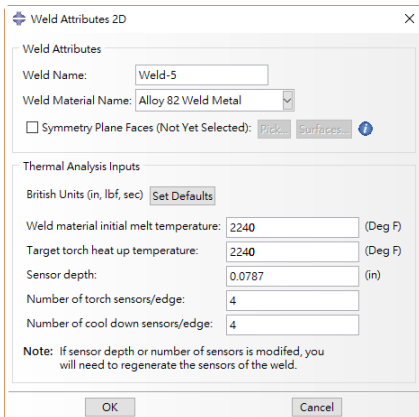 Weld Attributes 2D
Weld Attributes
Weld Name: Weld-5
Weld Material Name: Alloy 82 Weld Metal
Symmetry Plane Faces (Not Yet Selected): Pick... Surfaces...
Thermal Analysis Inputs
British Units (in, lbf, sec) Set Defaults
Weld material initial melt temperature: 2240 (Deg F)
Target torch heat up temperature: 2240 (Deg F)
Sensor depth: 0.0787 (in)
Number of torch sensors/edge: 4
Number of cool down sensors/edge: 4
Note: If sensor depth or number of sensors is modifed, you
will need to regenerate the sensors of the weld.
OK Cancel